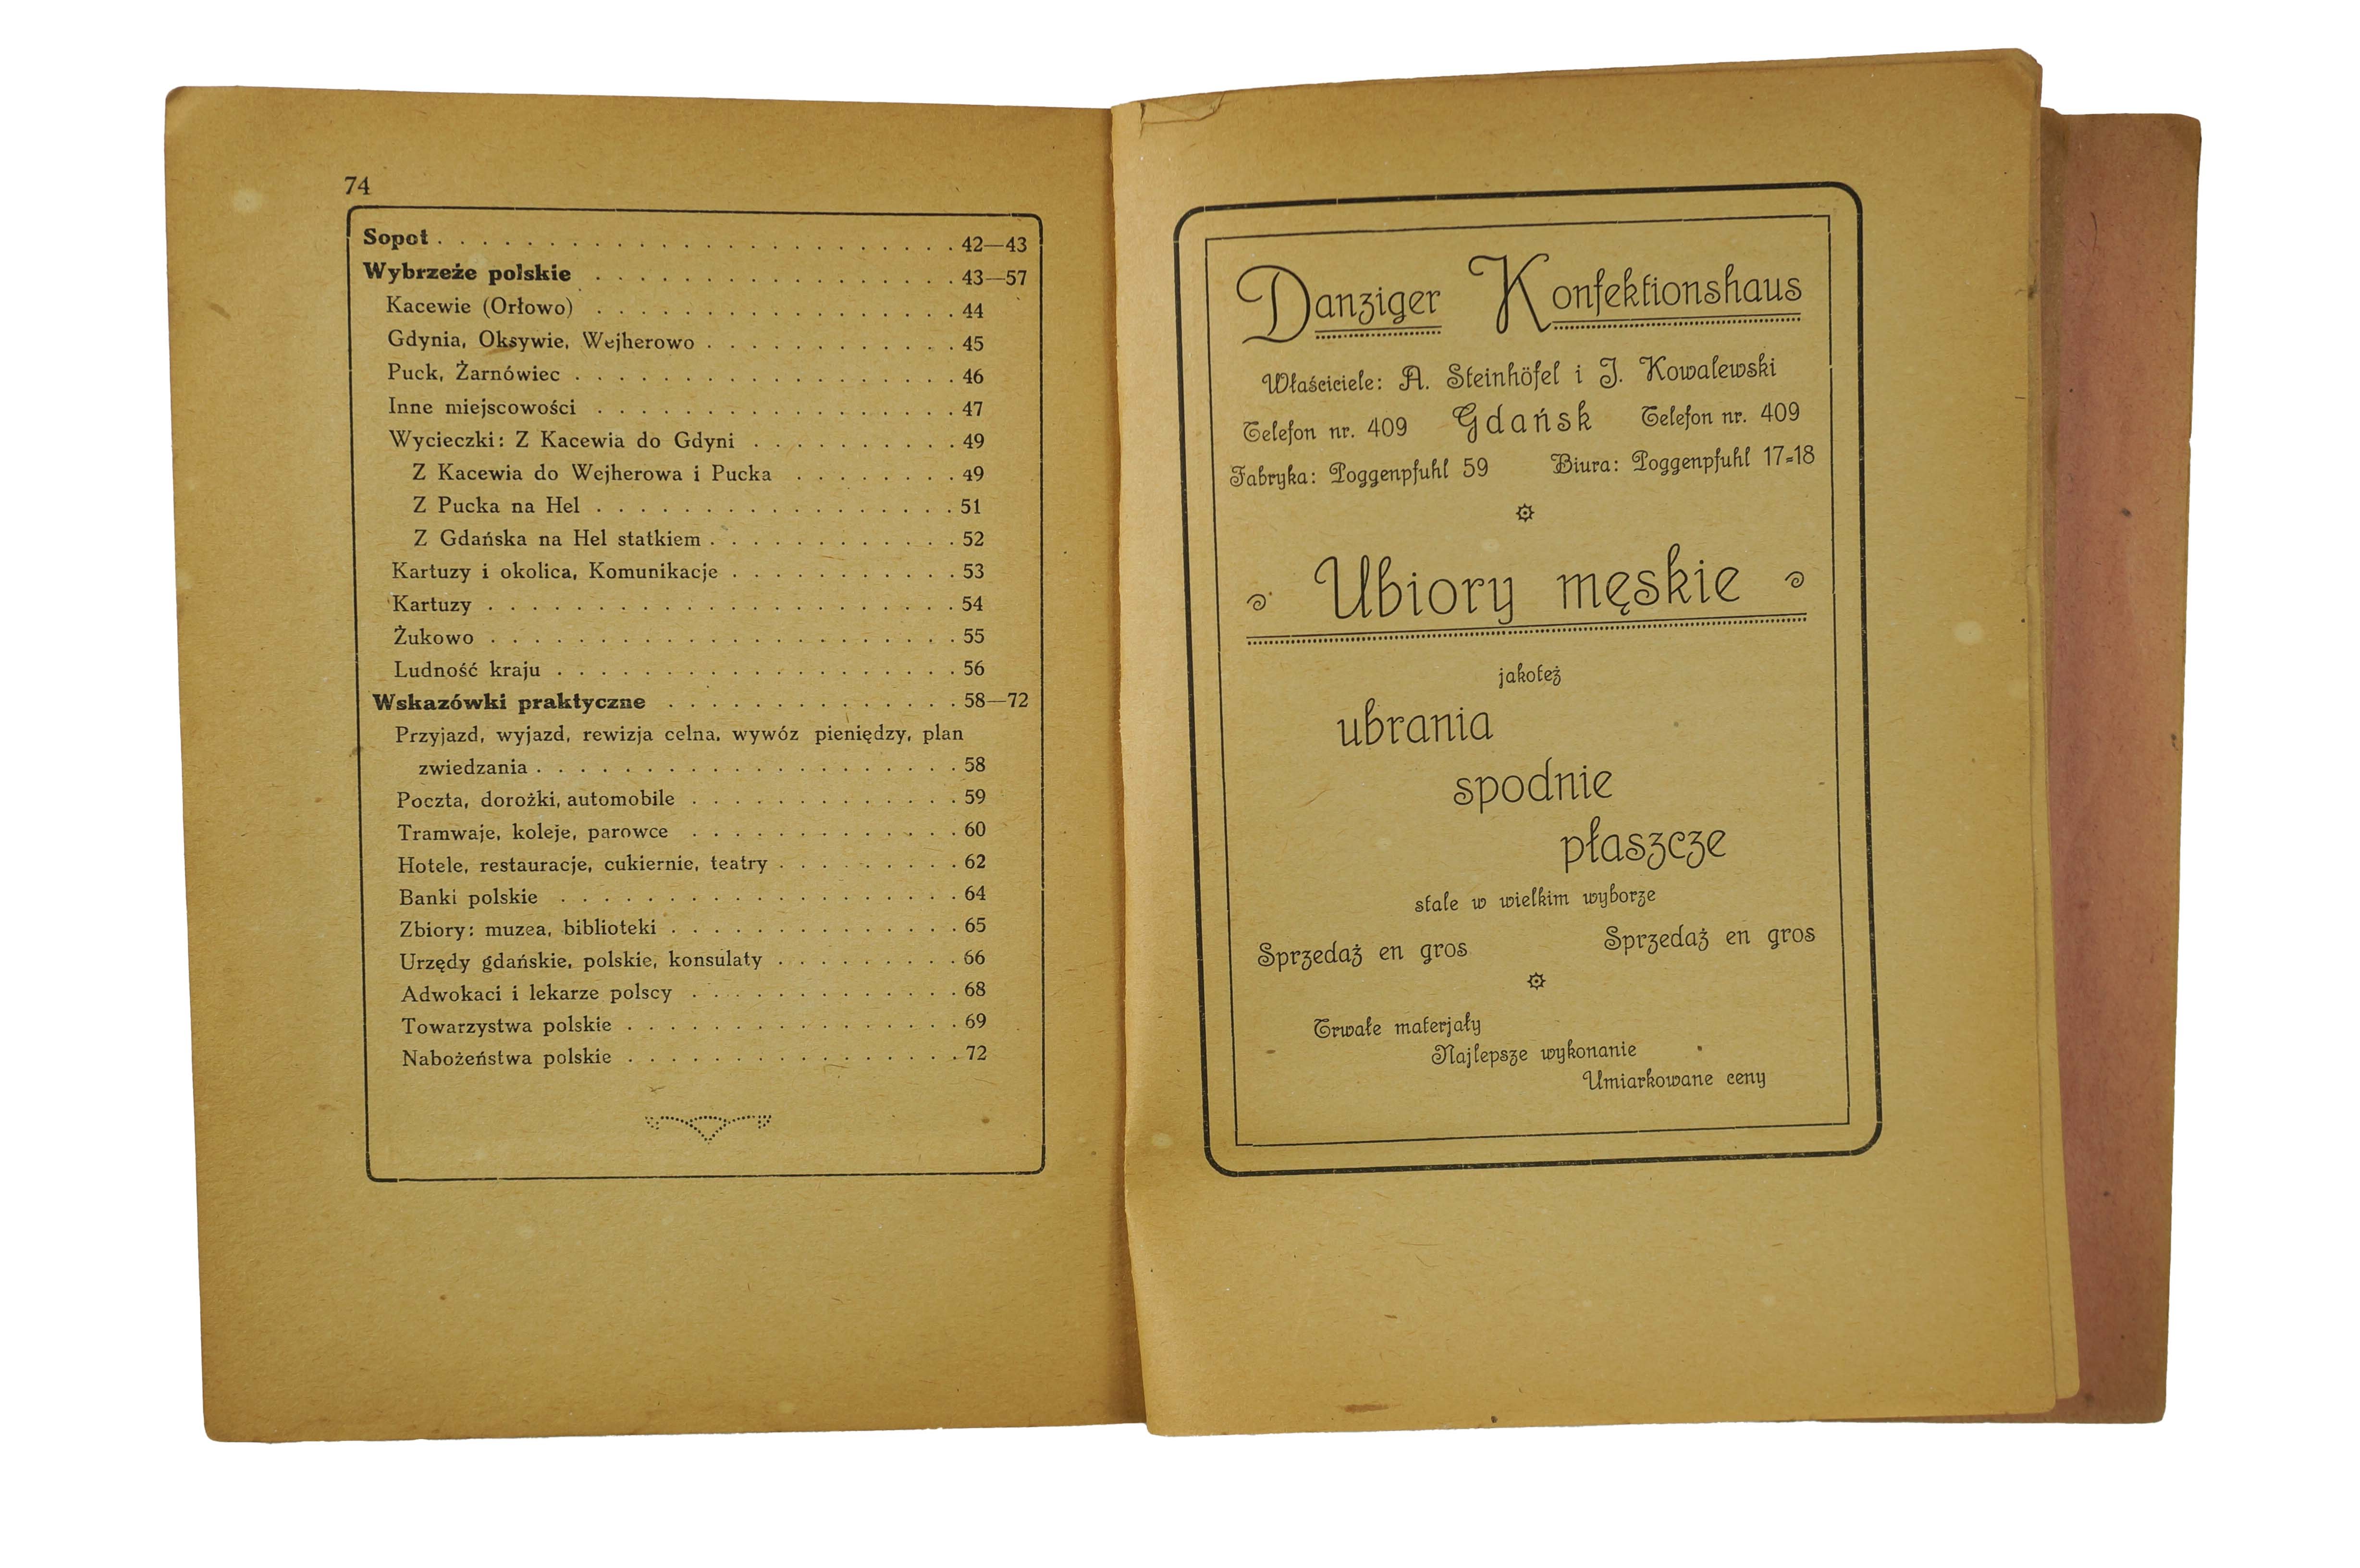 74
Sopot . . . . . . . . . . . . . . . . . . . . . . . . 42—43
Wybrzeże polskie . . . . . . . . . . . . . . . . . 43—57
Kacewie (Orłowo) . . . . . . . . . . . . . . . . . 44
Gdynia, Oksywie, Wejherowo . . . . . . . . . . . . 45
Puck, Żarnówiec . . . . . . . . . . . . . . . . . . 46
Inne miejscowości . . . . . . . . . . . . . . . . . 47
Wycieczki: Z Kacewia do Gdyni . . . . . . . . . . 49
Z Kacewia do Wejherowa i Pucka . . . . . . . . 49
Z Pucka na Hel . . . . . . . . . . . . . . . . . 51
Z Gdańska na Hel statkiem . . . . . . . . . . . . 52
Kartuzy i okolica, Komunikacje . . . . . . . . . . . 53
Kartuzy . . . . . . . . . . . . . . . . . . . . . . 54
Żukowo . . . . . . . . . . . . . . . . . . . . . . 55
Ludność kraju . . . . . . . . . . . . . . . . . . . 56
Wskazówki praktyczne . . . . . . . . . . . . . . 58—72
Przyjazd, wyjazd, rewizja celna, wywóz pieniędzy, plan
zwiedzania . . . . . . . . . . . . . . . . . . . . 58
Poczta, dorożki, automobile . . . . . . . . . . . . . 59
Tramwaje, koleje, parowce . . . . . . . . . . . . . 60
Hotele, restauracje, cukiernie, teatry . . . . . . . . . 62
Banki polskie . . . . . . . . . . . . . . . . . . . 64
Zbiory: muzea, biblioteki . . . . . . . . . . . . . . 65
Urzędy gdańskie, polskie, konsulaty . . . . . . . . . 66
Adwokaci i lekarze polscy . . . . . . . . . . . . . 68
Towarzystwa polskie . . . . . . . . . . . . . . . . 69
Nabożeństwa polskie . . . . . . . . . . . . . . . . 72
Danziger Konfektionshaus
Właściciele: A. Steinhöfel i J. Kowalewski
Telefon nr. 409 Gdańsk Telefon nr. 409
Fabryka: Poggenpfuhl 59 Biura: Poggenpfuhl 17-18
Ubiory męskie
jakoteż
ubrania
spodnie
płaszcze
stale w wielkim wyborze
Sprzedaż en gros Sprzedaż en gros
Trwałe materjały
Najlepsze wykonanie
Umiarkowane ceny